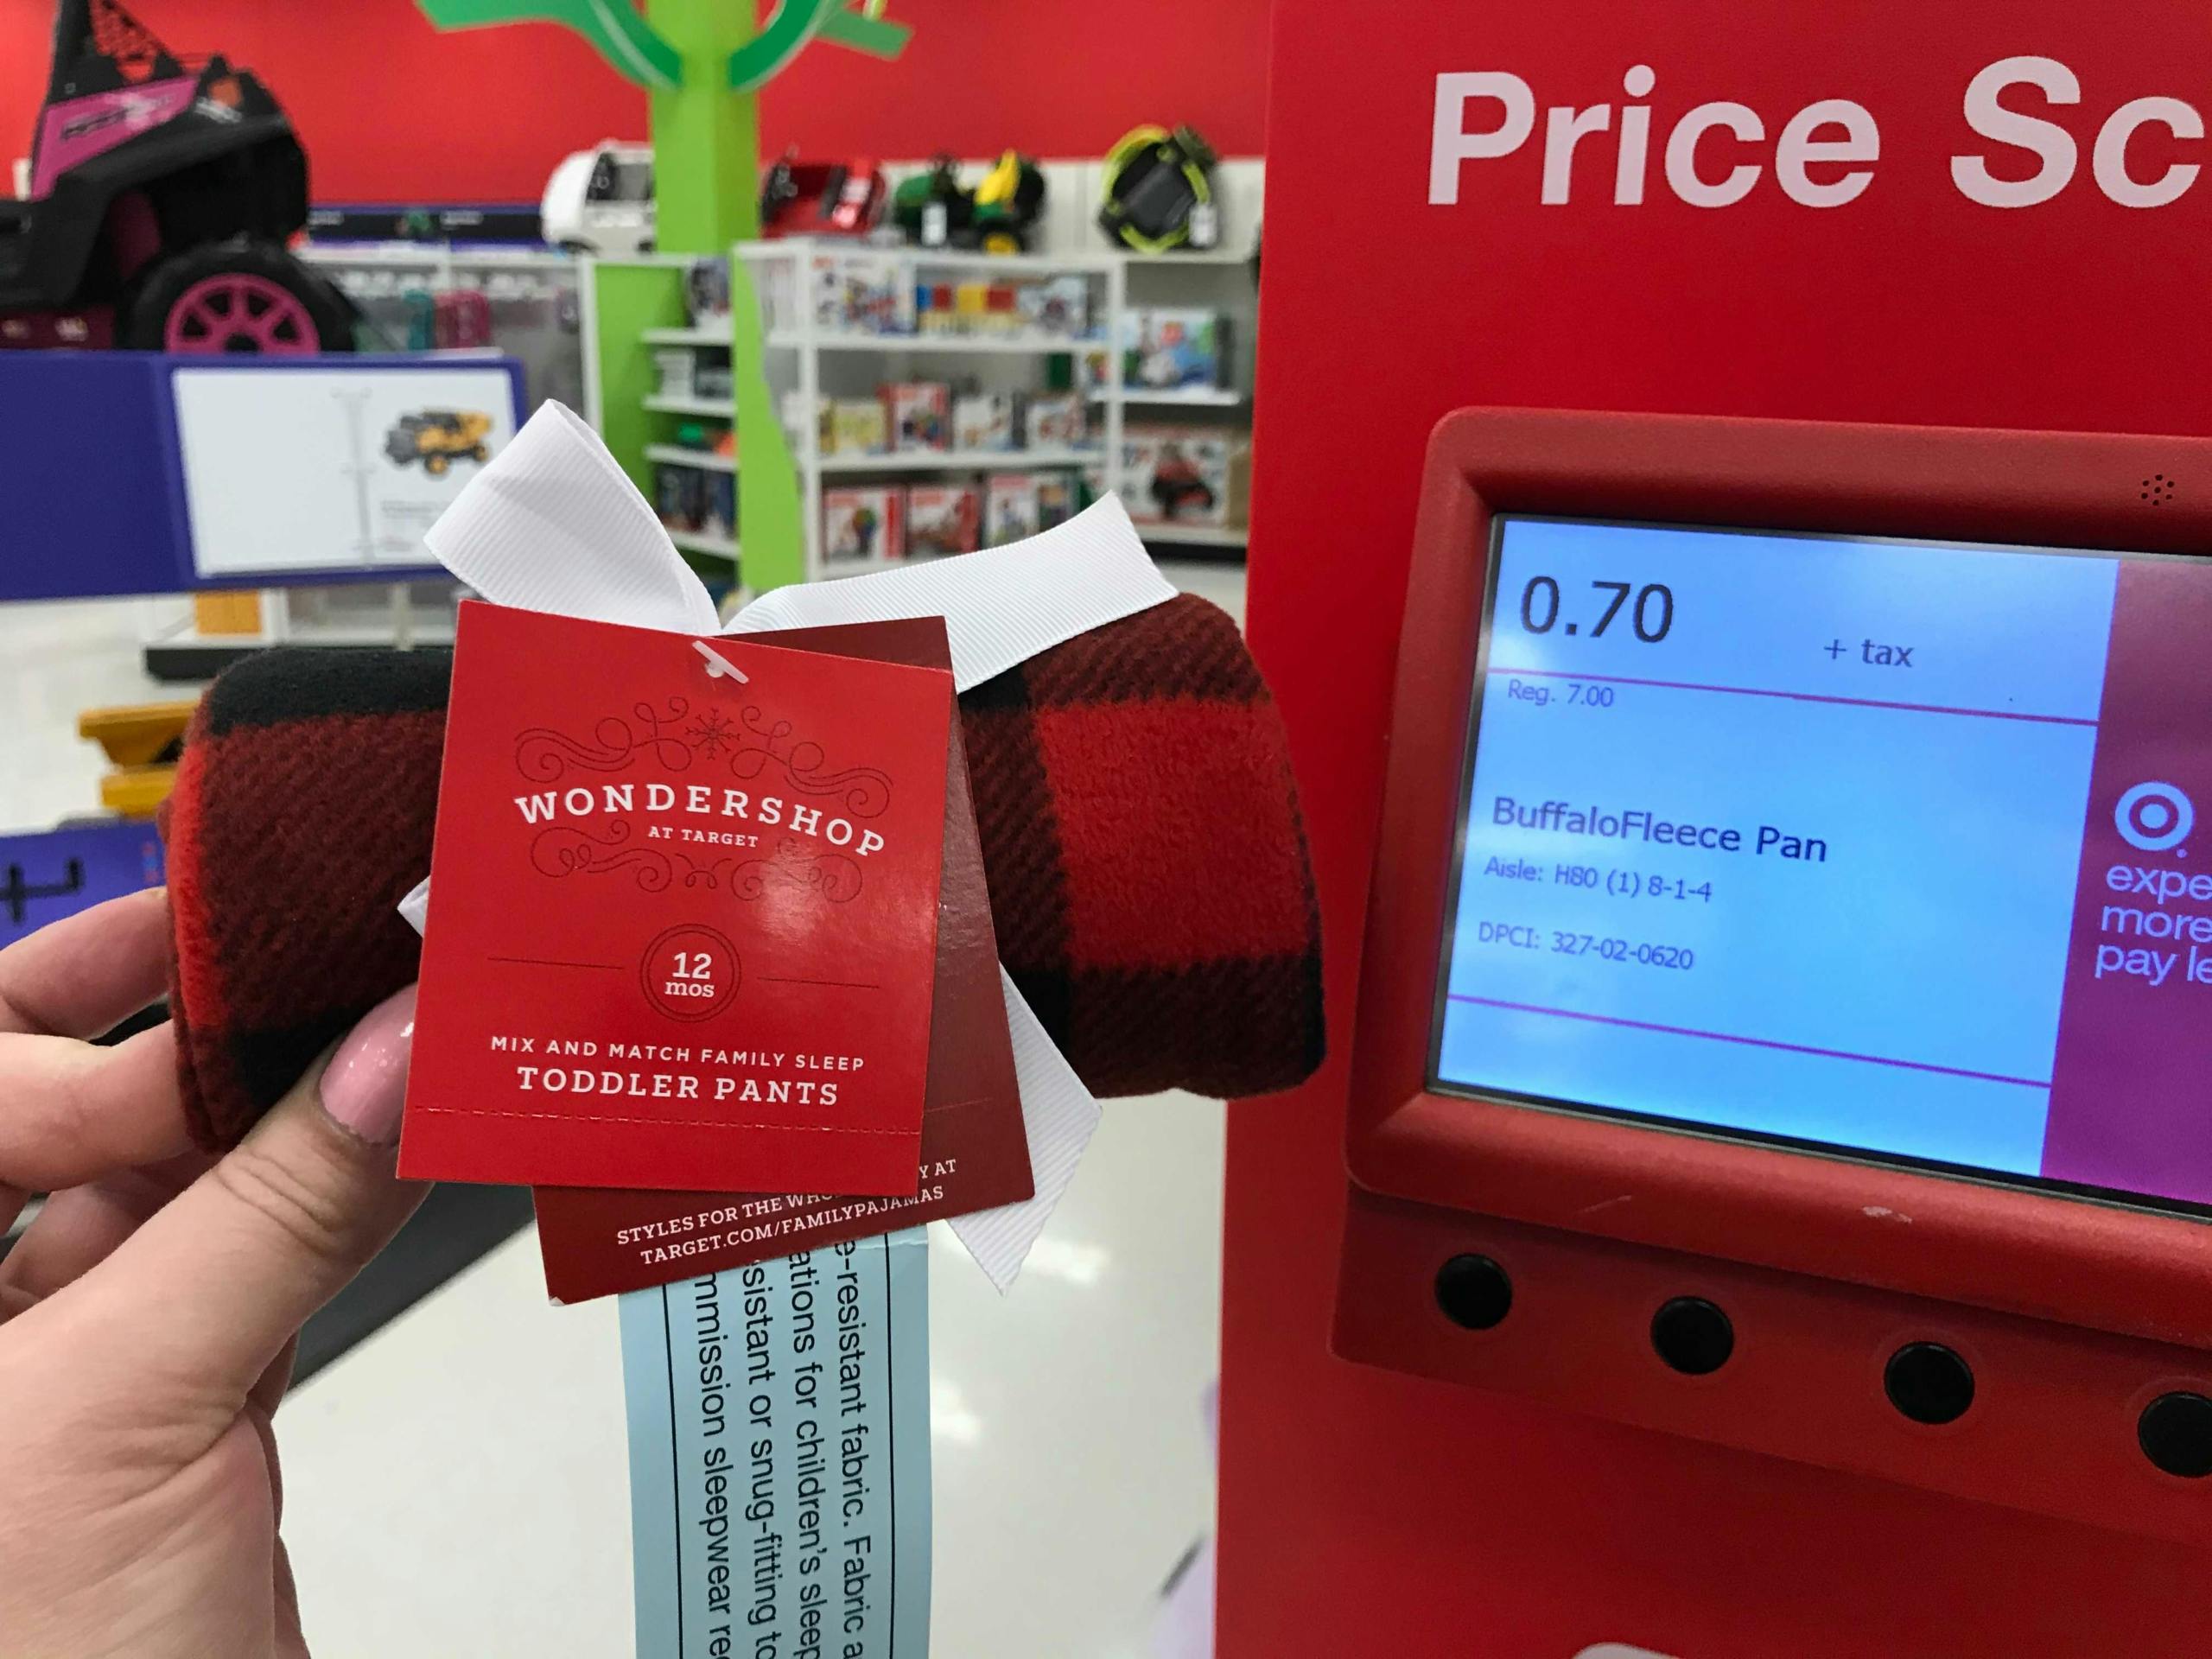 Price Sc
0.70
+ tax
Reg. 7.00
BuffaloFleece Pan
Aisle: H80 (1) 8-1-4
DPCI: 327-02-0620
expe
more
pay le
WONDERSHOP
AT TARGET
12
mos
MIX AND MATCH FAMILY SLEEP
TODDLER PANTS
STYLES FOR THE WHO Y AT
TARGET.COM/FAMILYPAJAMAS
e-resistant fabric. Fabric a
ations for children's sleep
sistant or snug-fitting to
mmission sleepwear re